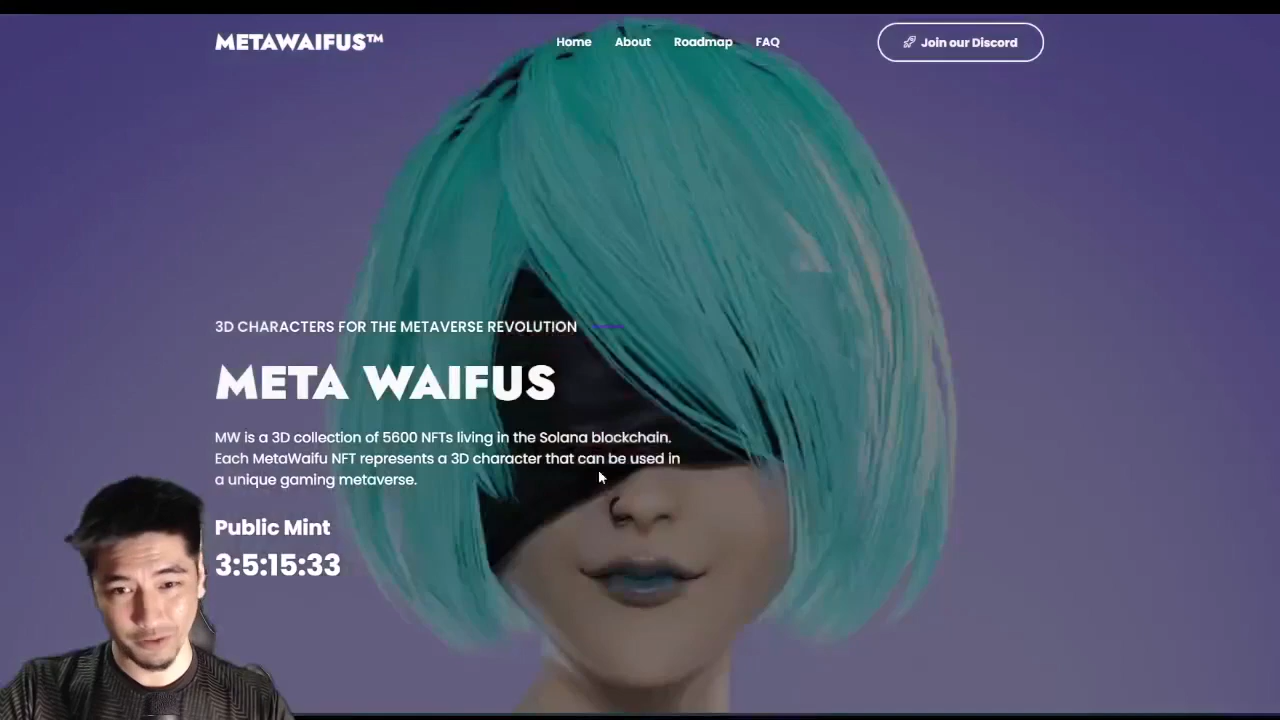 METAWAIFUS™
Home
About
Roadmap
FAQ
Join our Discord
3D CHARACTERS FOR THE METAVERSE REVOLUTION
META WAIFUS
MW is a 3D collection of 5600 NFTs living in the Solana blockchain.
Each MetaWaifu NFT represents a 3D character that can be used in
a unique gaming metaverse.
Public Mint
3:5:15:33